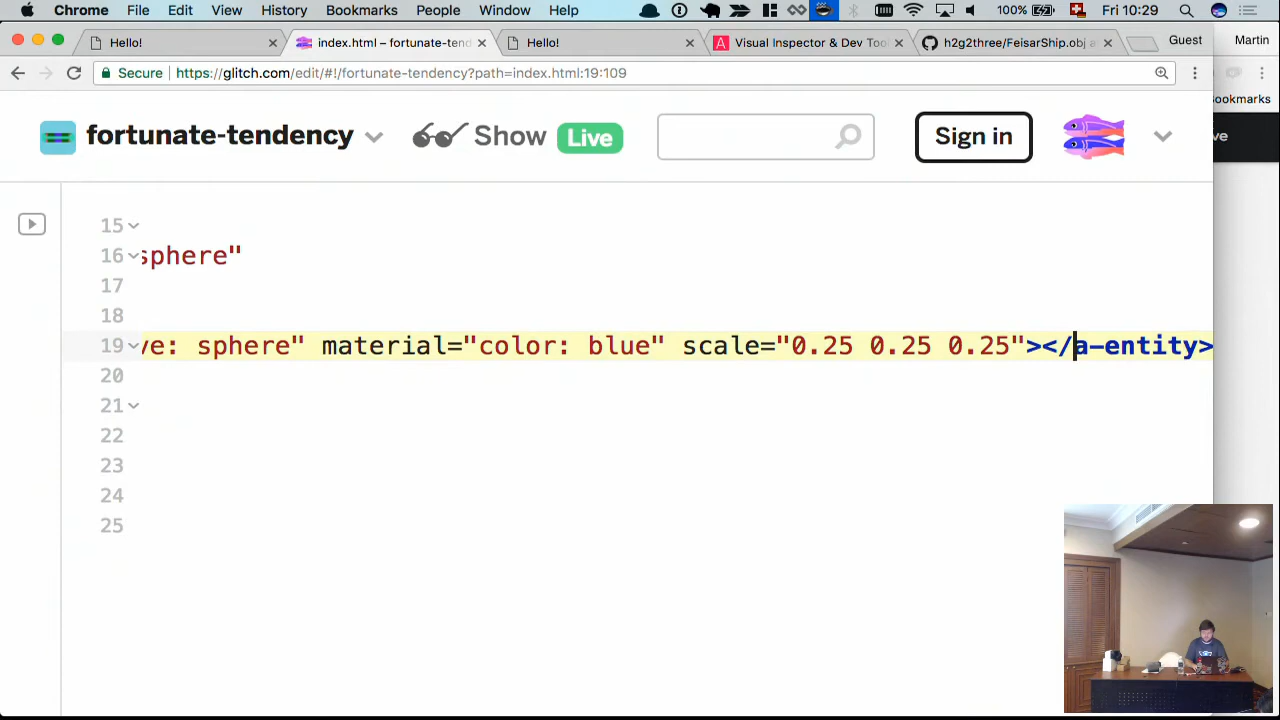 Chrome File Edit View History Bookmarks People Window Help 100% Fri 10:29
Hello! index.html – fortunate-tend Hello! Visual Inspector & Dev Tool h2g2three/FeisarShip.obj a Guest Martin
Secure https://glitch.com/edit/#!/fortunate-tendency?path=index.html:19:109
ookmarks
fortunate-tendency Show Live Sign in ve
15
16 sphere"
17
18
19 ve: sphere" material="color: blue" scale="0.25 0.25 0.25"></a-entity>
20
21
22
23
24
25